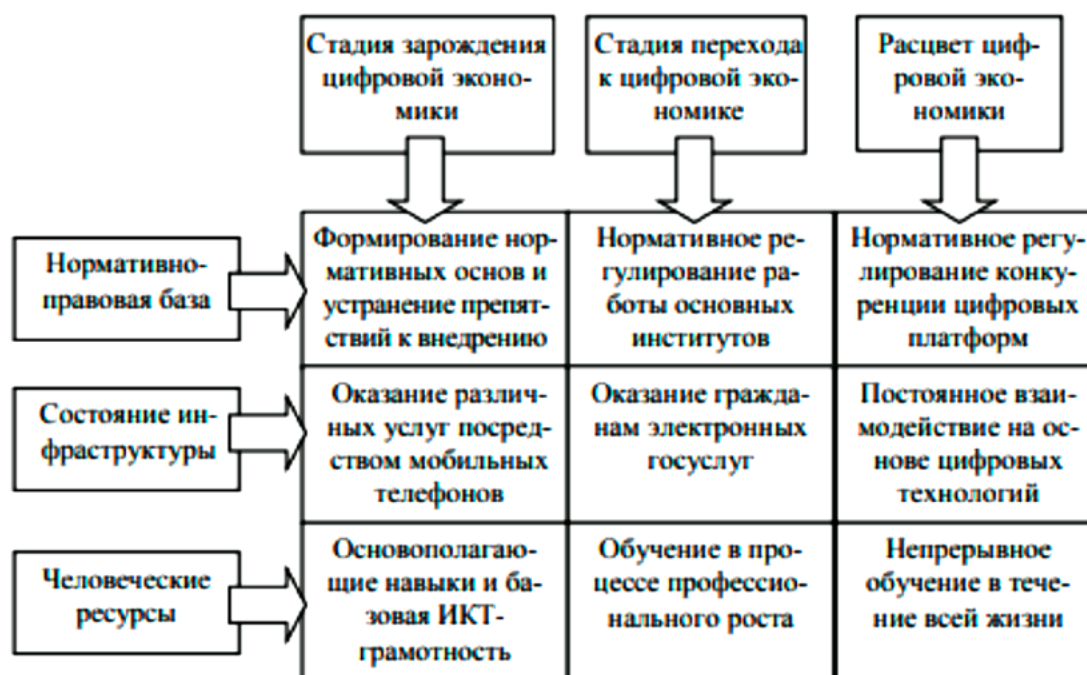 Стадия зарождения
цифровой эконо-
мики
Стадия перехода
к цифровой эко-
номике
Расцвет циф-
ровой эко-
номики
Нормативно-
правовая база
Формирование нор-
мативных основ и
устранение препят-
ствий к внедрению
Нормативное ре-
гулирование ра-
боты основных
институтов
Нормативное регу-
лирование конку-
ренции цифровых
платформ
Состояние ин-
фраструктуры
Оказание различ-
ных услуг посред-
ством мобильных
телефонов
Оказание гражда-
нам электронных
госуслуг
Постоянное взаи-
модействие на ос-
нове цифровых
технологий
Человеческие
ресурсы
Основополагаю-
щие навыки и ба-
зовая ИКТ-
грамотность
Обучение в про-
цессе профессио-
нального роста
Непрерывное
обучение в тече-
ние всей жизни